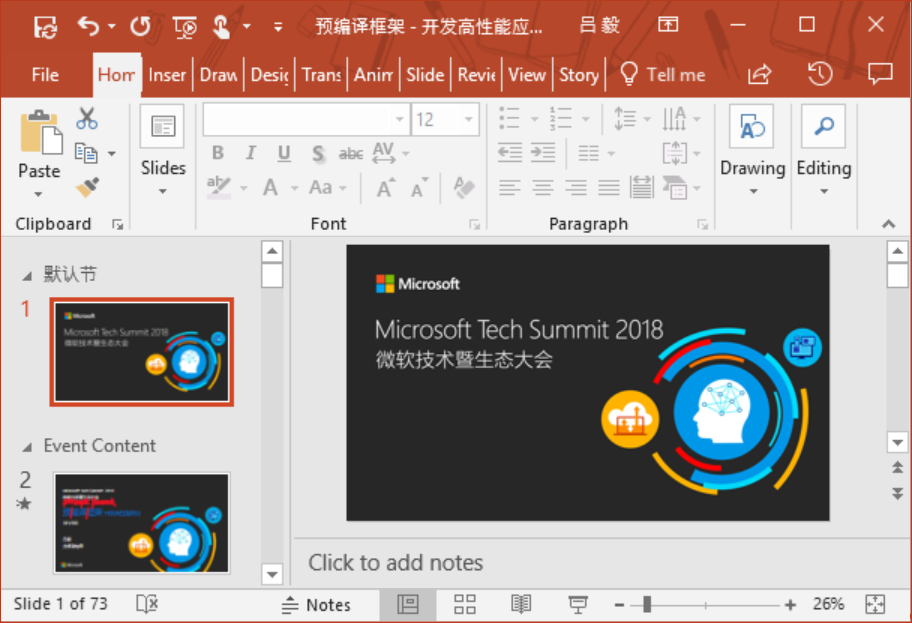 预编译框架 - 开发高性能应...
吕 毅
File
Hom
Inser
Draw
Desig
Trans
Anim
Slide
Revie
View
Story
Tell me
Paste
Slides
12
B I U S abc AV
Aa A A
Drawing
Editing
Clipboard
Font
Paragraph
默认节
1
Microsoft
Microsoft Tech Summit 2018
微软技术暨生态大会
Event Content
2
Microsoft
Microsoft Tech Summit 2018
微软技术暨生态大会
Click to add notes
Slide 1 of 73
Notes
26%